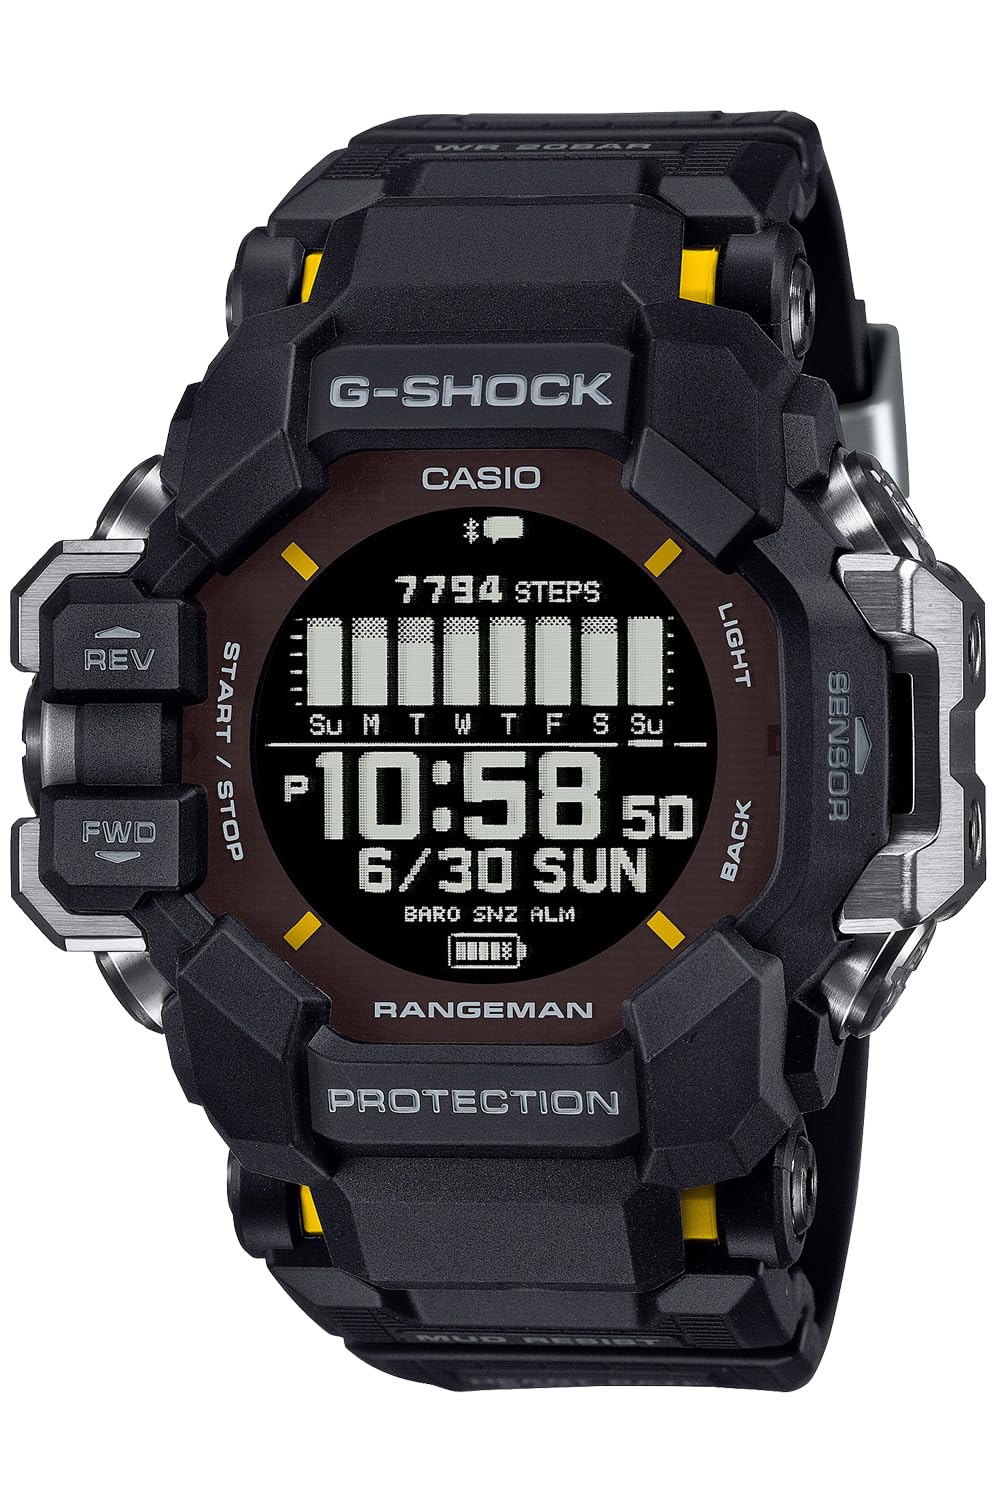 WR 20BAR
G-SHOCK
CASIO
7794 STEPS
LIGHT
REV
START / STOP
SENSOR
Su M T W T F S Su
P 10:58 50
FWD
BACK
6/30 SUN
BARO SNZ ALM
RANGEMAN
PROTECTION
MUD RESIST